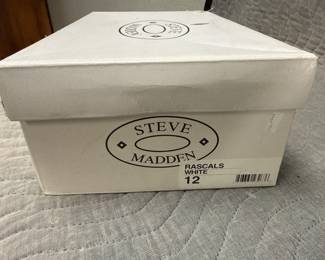 STEVE
MADDEN
RASCALS
WHITE
12